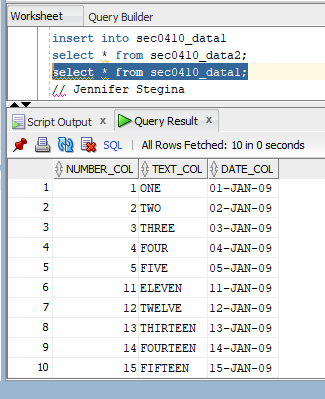 Worksheet Query Builder
insert into sec0410_data1
select * from sec0410_data2;
select * from sec0410_data1;
// Jennifer Stegina
Script Output x Query Result x
SQL | All Rows Fetched: 10 in 0 seconds
NUMBER_COL TEXT_COL DATE_COL
1 1 ONE 01-JAN-09
2 2 TWO 02-JAN-09
3 3 THREE 03-JAN-09
4 4 FOUR 04-JAN-09
5 5 FIVE 05-JAN-09
6 11 ELEVEN 11-JAN-09
7 12 TWELVE 12-JAN-09
8 13 THIRTEEN 13-JAN-09
9 14 FOURTEEN 14-JAN-09
10 15 FIFTEEN 15-JAN-09